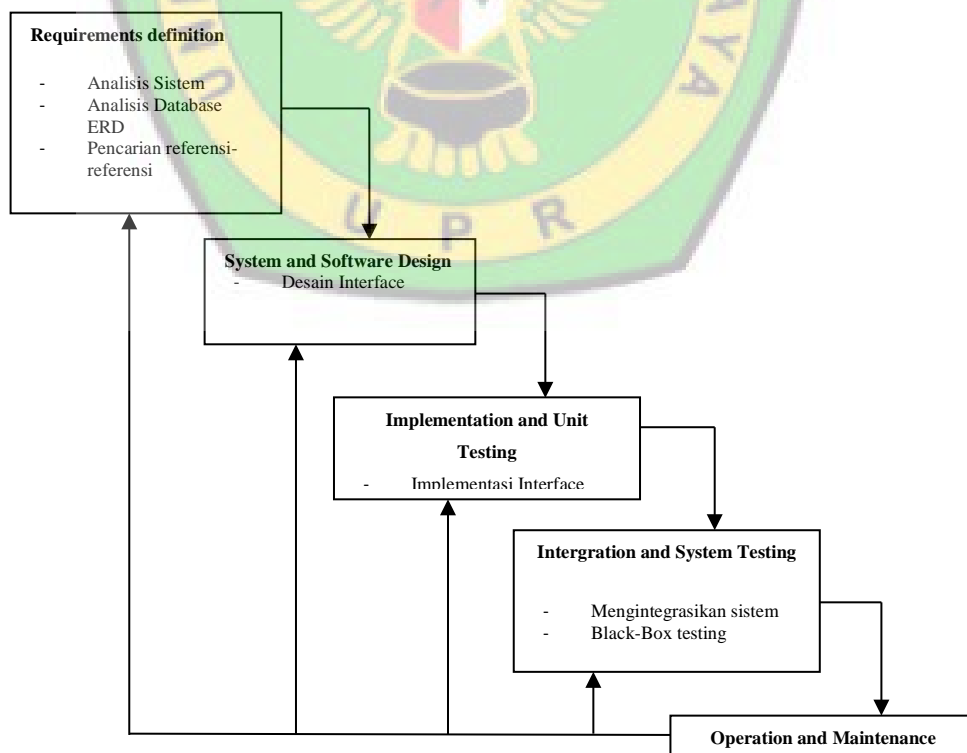 Requirements definition
- Analisis Sistem
- Analisis Database
ERD
- Pencarian referensi-
referensi
UPR
System and Software Design
- Desain Interface
Implementation and Unit
Testing
- Implementasi Interface
Intergration and System Testing
- Mengintegrasikan sistem
- Black-Box testing
Operation and Maintenance